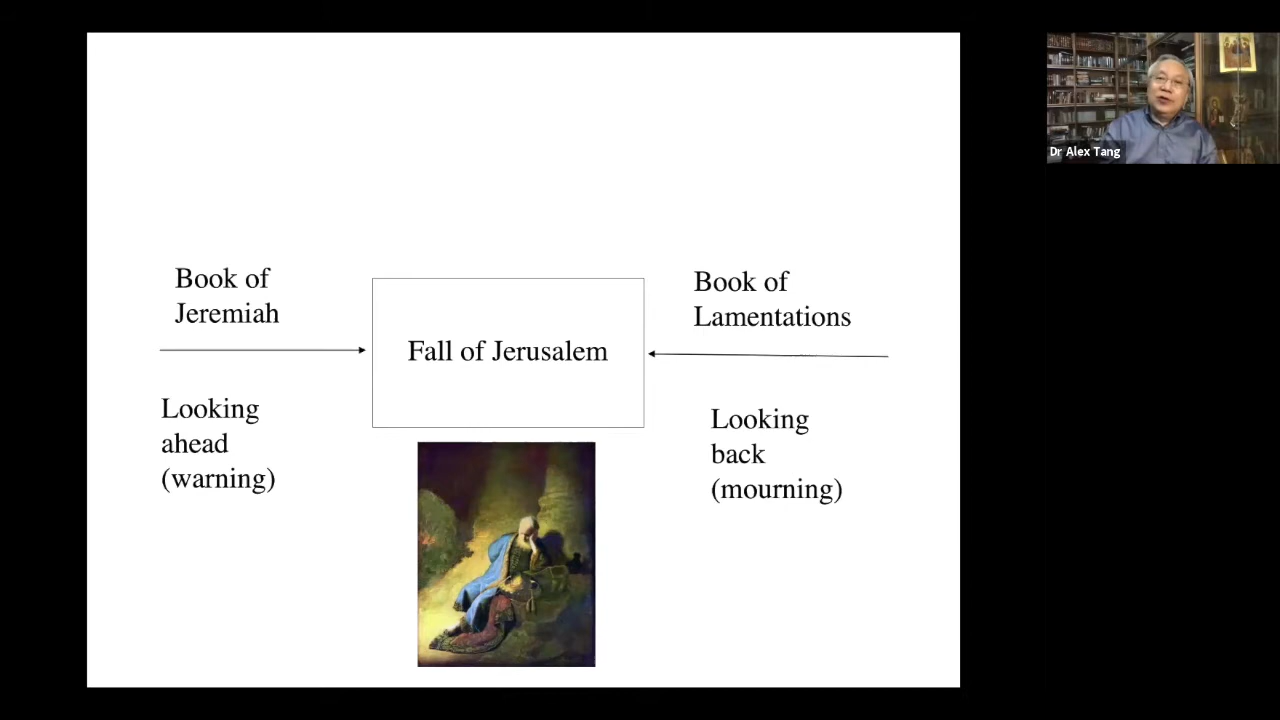 Book of
Jeremiah
Looking
ahead
(warning)
Fall of Jerusalem
Book of
Lamentations
Looking
back
(mourning)
Dr Alex Tang